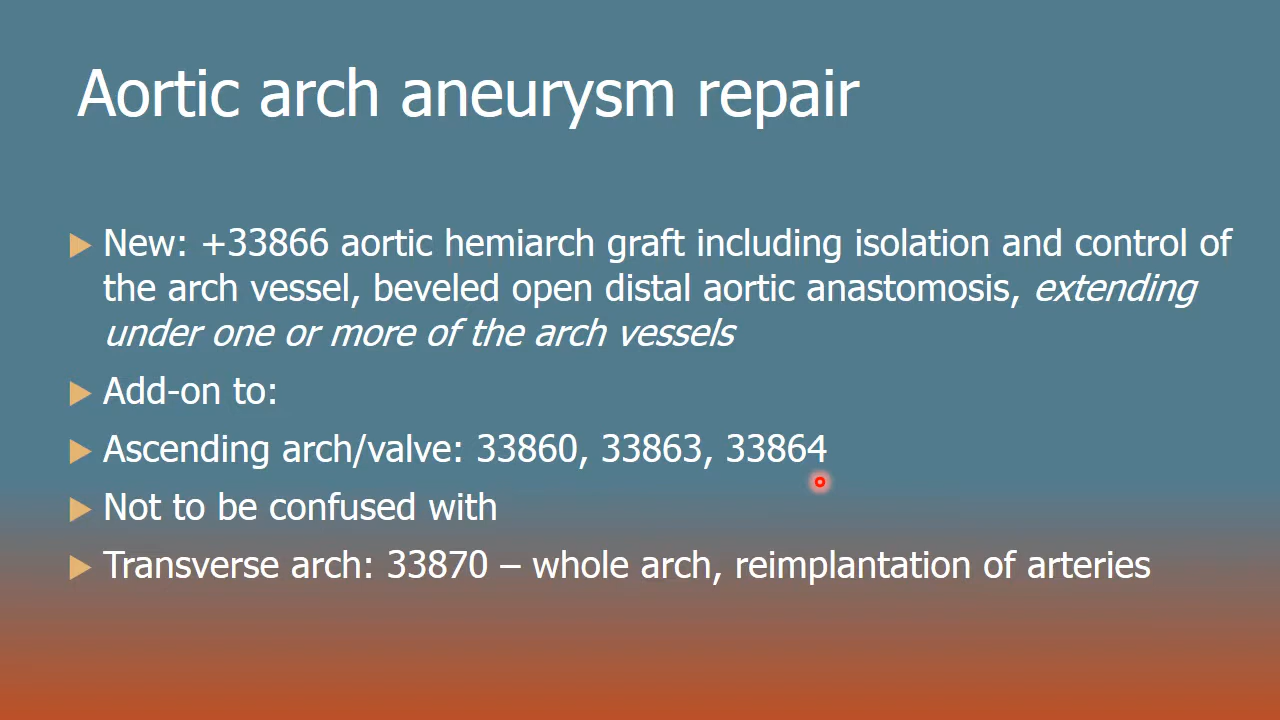 Aortic arch aneurysm repair
New: +33866 aortic hemiarch graft including isolation and control of
the arch vessel, beveled open distal aortic anastomosis, extending
under one or more of the arch vessels
Add-on to:
Ascending arch/valve: 33860, 33863, 33864
Not to be confused with
Transverse arch: 33870 – whole arch, reimplantation of arteries